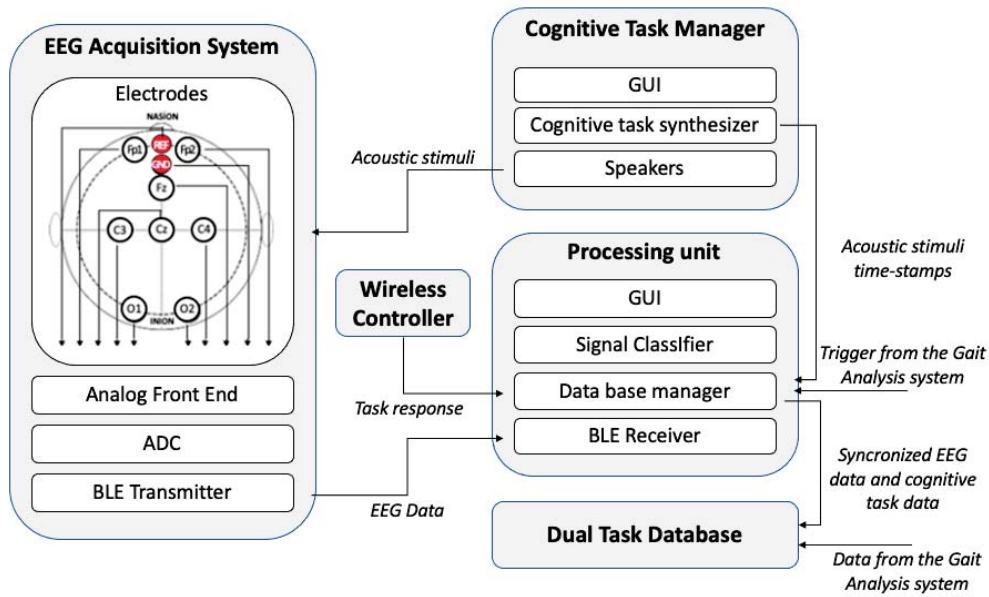 EEG Acquisition System
Electrodes
NASION
Fp1
REF
Fp2
GND
Fz
C3
Cz
C4
O1
O2
INION
Analog Front End
ADC
BLE Transmitter
Acoustic stimuli
Wireless
Controller
Task response
EEG Data
Cognitive Task Manager
GUI
Cognitive task synthesizer
Speakers
Processing unit
GUI
Signal ClassIfier
Data base manager
BLE Receiver
Dual Task Database
Acoustic stimuli
time-stamps
Trigger from the Gait
Analysis system
Syncronized EEG
data and cognitive
task data
Data from the Gait
Analysis system